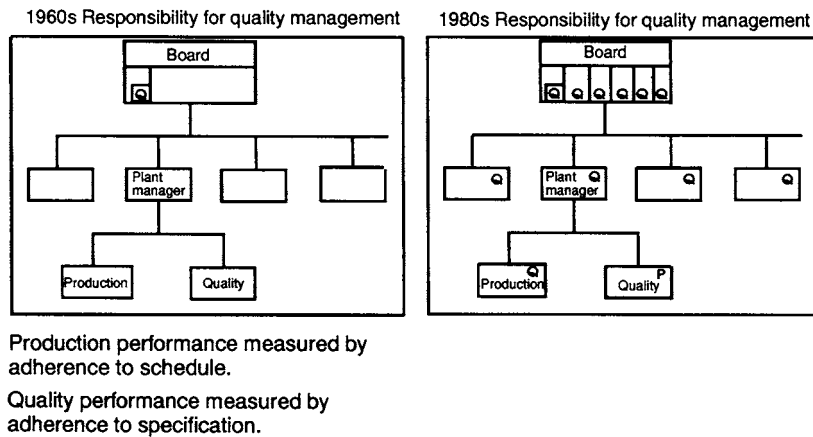 1960s Responsibility for quality management
1980s Responsibility for quality management
Board
Q
Plant
manager
Production
Quality
Board
Q Q Q Q Q Q
Q
Plant Q
manager
Q
Q
Q
Production
P
Quality
Production performance measured by
adherence to schedule.
Quality performance measured by
adherence to specification.